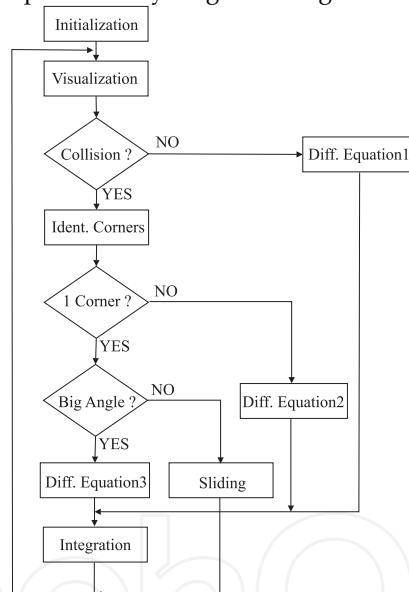 Initialization
Visualization
Collision ?
NO
Diff. Equation1
YES
Ident. Corners
1 Corner ?
NO
YES
Big Angle ?
NO
Diff. Equation2
YES
Diff. Equation3
Sliding
Integration